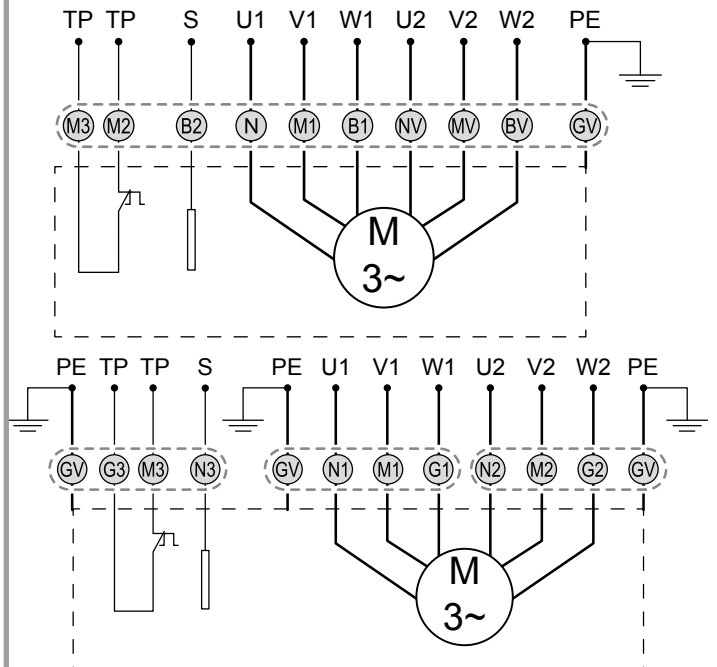 TP TP S U1 V1 W1 U2 V2 W2 PE
M3 M2 B2 N M1 B1 NV MV BV GV
M
3~
PE TP TP S PE U1 V1 W1 U2 V2 W2 PE
GV G3 M3 N3 GV N1 M1 G1 N2 M2 G2 GV
M
3~